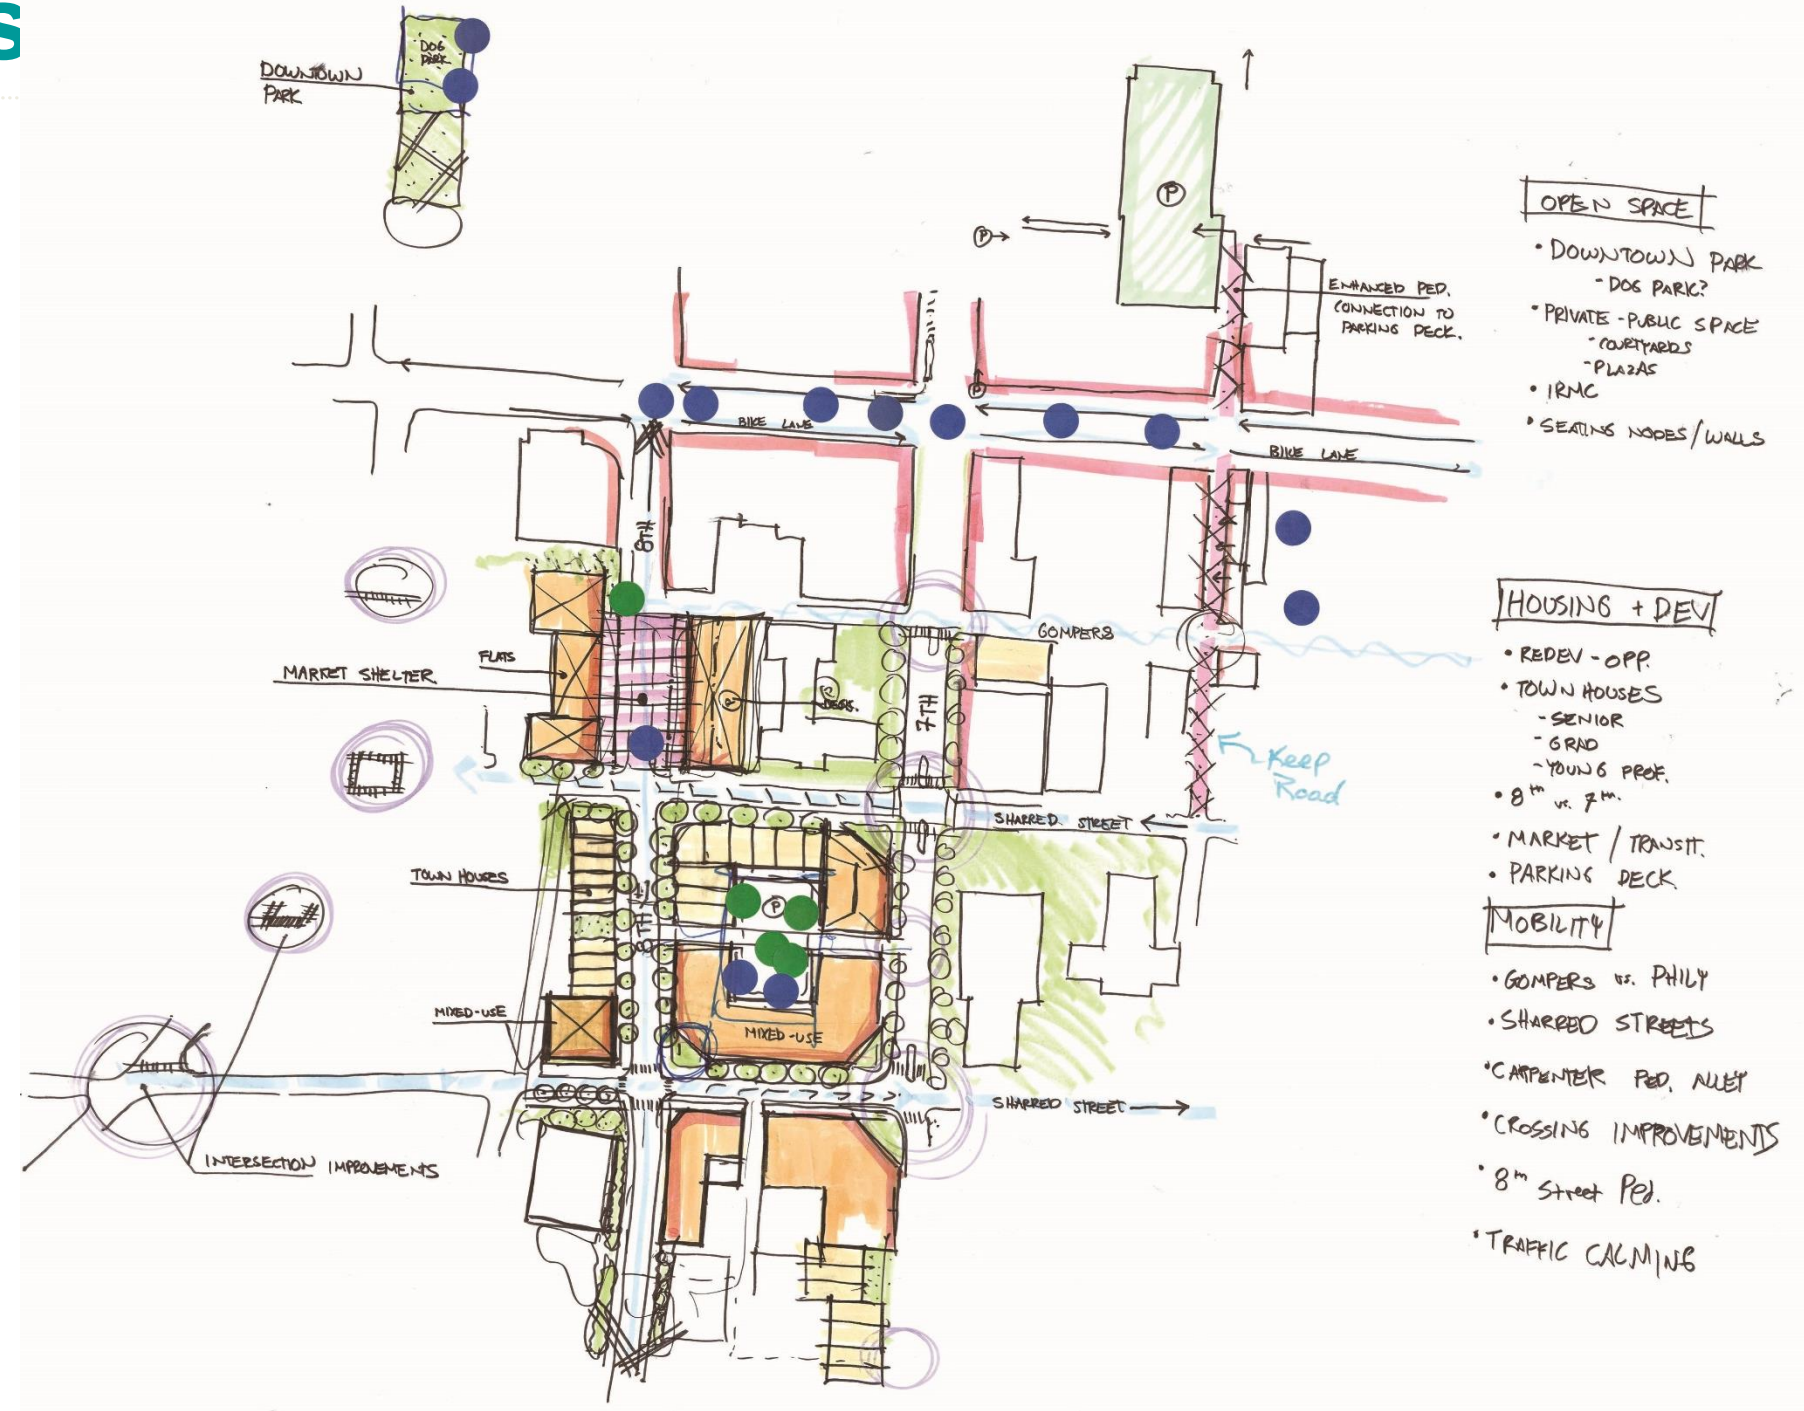 S
DOG
PARK
DOWNTOWN
PARK
P
P
ENHANCED PED.
CONNECTION TO
PARKING DECK.
P
BIKE LANE
BIKE LANE
8TH
GOMPERS
FLATS
MARKET SHELTER
P
7TH
Keep
Road
SHARRED STREET
TOWN HOUSES
P
8TH
MIXED-USE
MIXED-USE
SHARRED STREET
INTERSECTION IMPROVEMENTS
OPEN SPACE
• DOWNTOWN PARK
- DOG PARK?
• PRIVATE-PUBLIC SPACE
- COURTYARDS
- PLAZAS
• IRMC
• SEATING NODES/WALLS
HOUSING + DEV
• REDEV-OPP.
• TOWN HOUSES
- SENIOR
- GRAD
- YOUNG PROF.
• 8TH vs. 7TH.
• MARKET / TRANSIT.
• PARKING DECK
MOBILITY
• GOMPERS vs. PHILY
• SHARRED STREETS
• CARPENTER PED. ALLEY
• CROSSING IMPROVEMENTS
• 8TH Street Ped.
• TRAFFIC CALMING